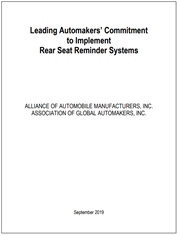 Leading Automakers' Commitment
to Implement
Rear Seat Reminder Systems
ALLIANCE OF AUTOMOBILE MANUFACTURERS, INC.
ASSOCIATION OF GLOBAL AUTOMAKERS, INC.
September 2019